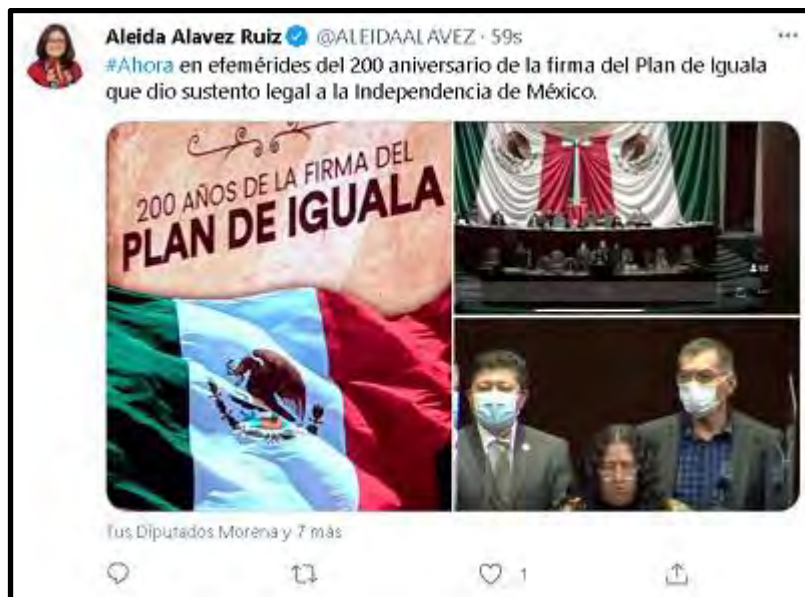 Aleida Alavez Ruiz @ALEIDAALAVEZ · 59s
#Ahora en efemérides del 200 aniversario de la firma del Plan de Iguala
que dio sustento legal a la Independencia de México.
200 AÑOS DE LA FIRMA DEL
PLAN DE IGUALA
Tus Diputados Morena y 7 más
1